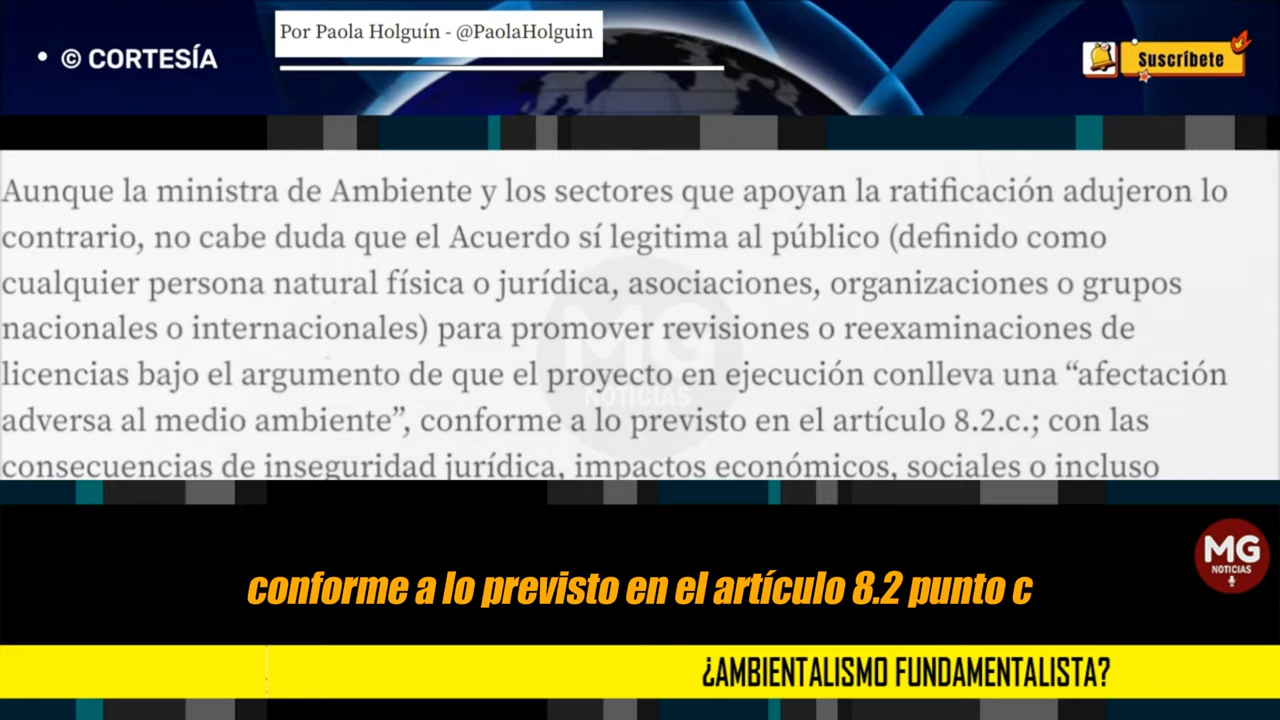 Por Paola Holguín - @PaolaHolguin
• © CORTESÍA
Suscríbete
Aunque la ministra de Ambiente y los sectores que apoyan la ratificación adujeron lo
contrario, no cabe duda que el Acuerdo sí legitima al público (definido como
cualquier persona natural física o jurídica, asociaciones, organizaciones o grupos
nacionales o internacionales) para promover revisiones o reexaminaciones de
licencias bajo el argumento de que el proyecto en ejecución conlleva una “afectación
adversa al medio ambiente”, conforme a lo previsto en el artículo 8.2.c.; con las
consecuencias de inseguridad jurídica, impactos económicos, sociales o incluso
MG
NOTICIAS
conforme a lo previsto en el artículo 8.2 punto c
MG
NOTICIAS
¿AMBIENTALISMO FUNDAMENTALISTA?